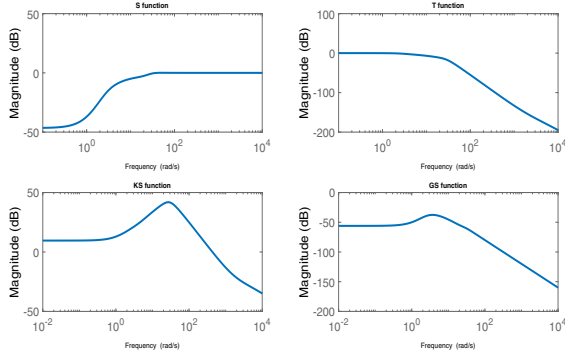 S function
Magnitude (dB)
50
0
-50
10^0
10^2
10^4
Frequency (rad/s)
T function
Magnitude (dB)
100
0
-100
-200
10^0
10^2
10^4
Frequency (rad/s)
KS function
Magnitude (dB)
50
0
-50
10^-2
10^0
10^2
10^4
Frequency (rad/s)
GS function
Magnitude (dB)
0
-50
-100
-150
-200
10^-2
10^0
10^2
10^4
Frequency (rad/s)